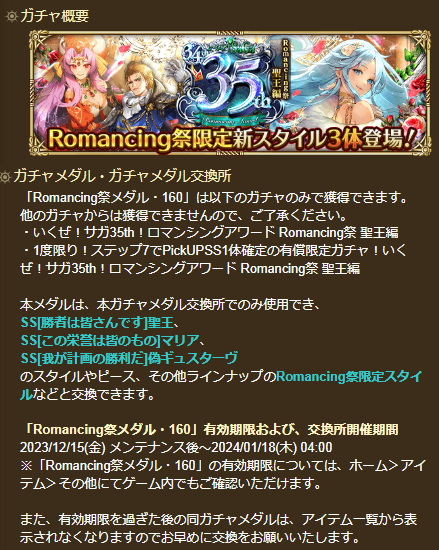 ガチャ概要
35th
Romancing祭
聖王編
Romancing祭限定新スタイル3体登場!
ガチャメダル・ガチャメダル交換所
「Romancing祭メダル・160」は以下のガチャのみで獲得できます。
他のガチャからは獲得できませんので、ご了承ください。
・いくぜ!サガ35th!ロマンシングアワード Romancing祭 聖王編
・1度限り!ステップ7でPickUPSS1体確定の有償限定ガチャ!いく
ぜ!サガ35th!ロマンシングアワード Romancing祭 聖王編
本メダルは、本ガチャメダル交換所でのみ使用でき、
SS[勝者は皆さんです]聖王、
SS[この栄誉は皆のもの]マリア、
SS[我が計画の勝利だ]偽ギュスターヴ
のスタイルやピース、その他ラインナップのRomancing祭限定スタイ
ルなどと交換できます。
「Romancing祭メダル・160」有効期限および、交換所開催期間
2023/12/15(金) メンテナンス後～2024/01/18(木) 04:00
※「Romancing祭メダル・160」の有効期限については、ホーム＞アイ
テム＞その他にてゲーム内でもご確認いただけます。
また、有効期限を過ぎた後の同ガチャメダルは、アイテム一覧から表
示されなくなりますのでお早めに交換をお願いいたします。